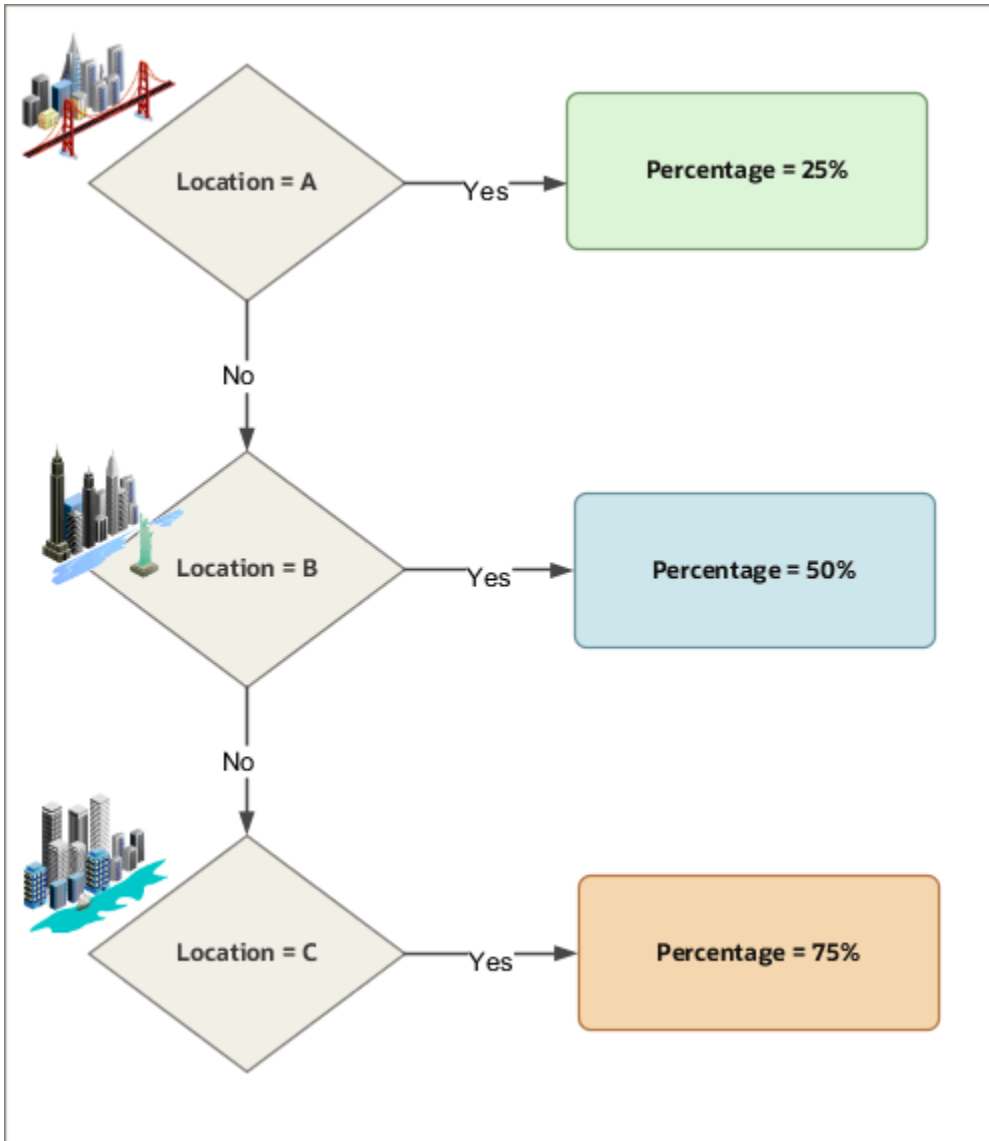 Location = A
Yes
Percentage = 25%
No
Location = B
Yes
Percentage = 50%
No
Location = C
Yes
Percentage = 75%